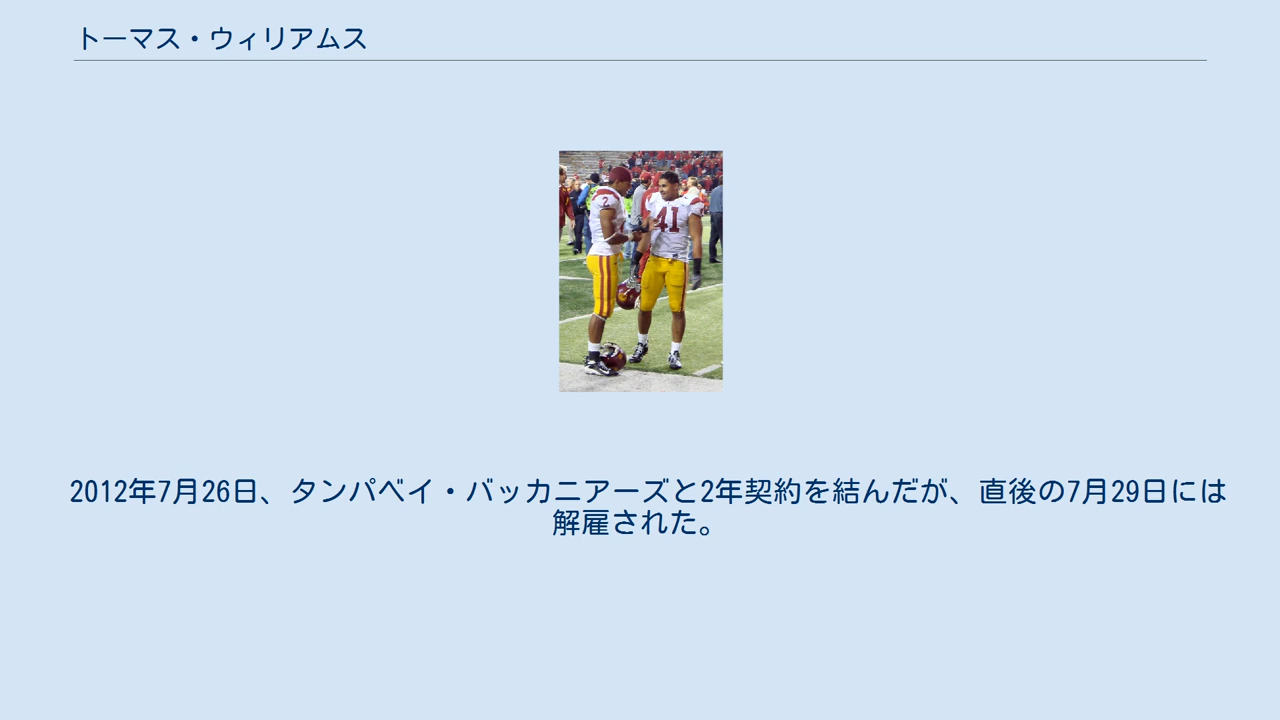 トーマス・ウィリアムス
2
41
2012年7月26日、タンパベイ・バッカニアーズと2年契約を結んだが、直後の7月29日には
解雇された。